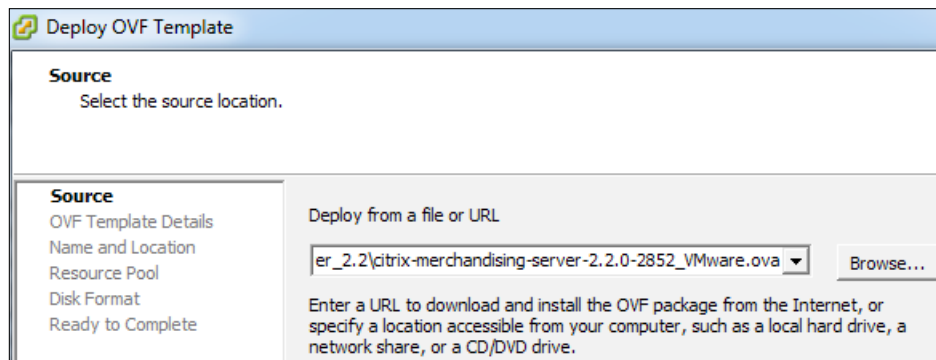 Deploy OVF Template
Source
Select the source location.
Source
OVF Template Details
Name and Location
Resource Pool
Disk Format
Ready to Complete
Deploy from a file or URL
er_2.2\citrix-merchandising-server-2.2.0-2852_VMware.ova
Browse...
Enter a URL to download and install the OVF package from the Internet, or
specify a location accessible from your computer, such as a local hard drive, a
network share, or a CD/DVD drive.